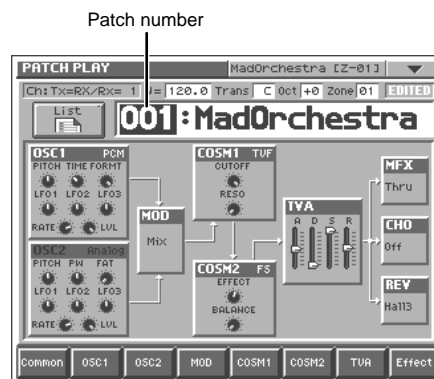 Patch number
PATCH PLAY MadOrchestra [Z-01]
Ch:Tx=RX/Rx= 1 = 120.0 Trans C Oct +0 Zone 01 EDITED
List 001:MadOrchestra
OSC1 PCM
PITCH TIME FORMT
LFO1 LFO2 LFO3
RATE LVL
OSC2 Analog
PITCH PW FAT
LFO1 LFO2 LFO3
RATE LVL
MOD
Mix
COSM1 TVF
CUTOFF
RESO
COSM2 FS
EFFECT
BALANCE
TVA
A D S R
MFX
Thru
CHO
Off
REV
Hall3
Common OSC1 OSC2 MOD COSM1 COSM2 TVA Effect